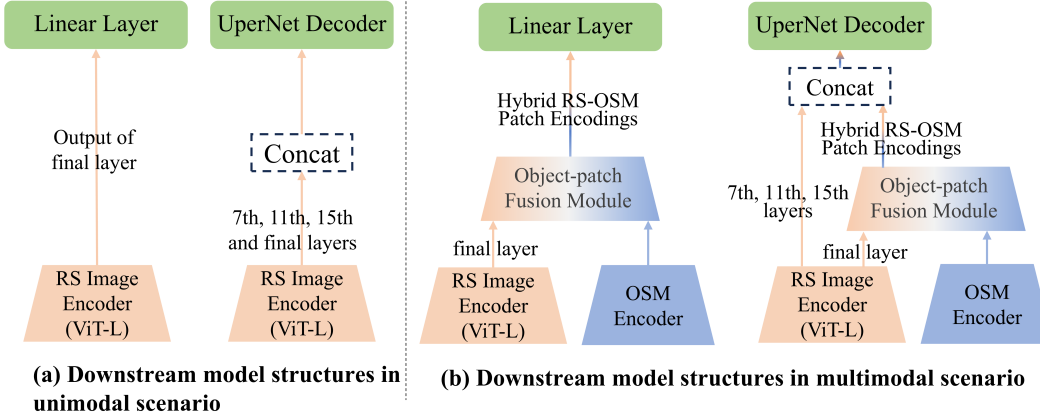 Linear Layer
Output of
final layer
RS Image
Encoder
(ViT-L)
UperNet Decoder
Concat
7th, 11th, 15th
and final layers
RS Image
Encoder
(ViT-L)
(a) Downstream model structures in
unimodal scenario
Linear Layer
Hybrid RS-OSM
Patch Encodings
Object-patch
Fusion Module
final layer
RS Image
Encoder
(ViT-L)
OSM
Encoder
UperNet Decoder
Concat
Hybrid RS-OSM
Patch Encodings
7th, 11th, 15th
layers
Object-patch
Fusion Module
final layer
RS Image
Encoder
(ViT-L)
OSM
Encoder
(b) Downstream model structures in multimodal scenario